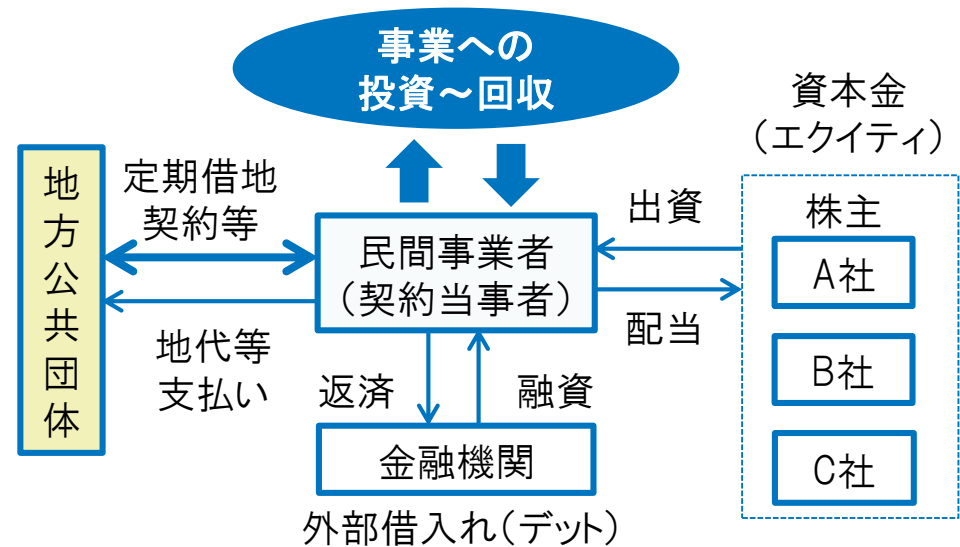 事業への
投資～回収
資本金
（エクイティ）
地方公共団体
定期借地
契約等
地代等
支払い
民間事業者
（契約当事者）
出資
配当
株主
A社
B社
C社
返済
融資
金融機関
外部借入れ（デット）